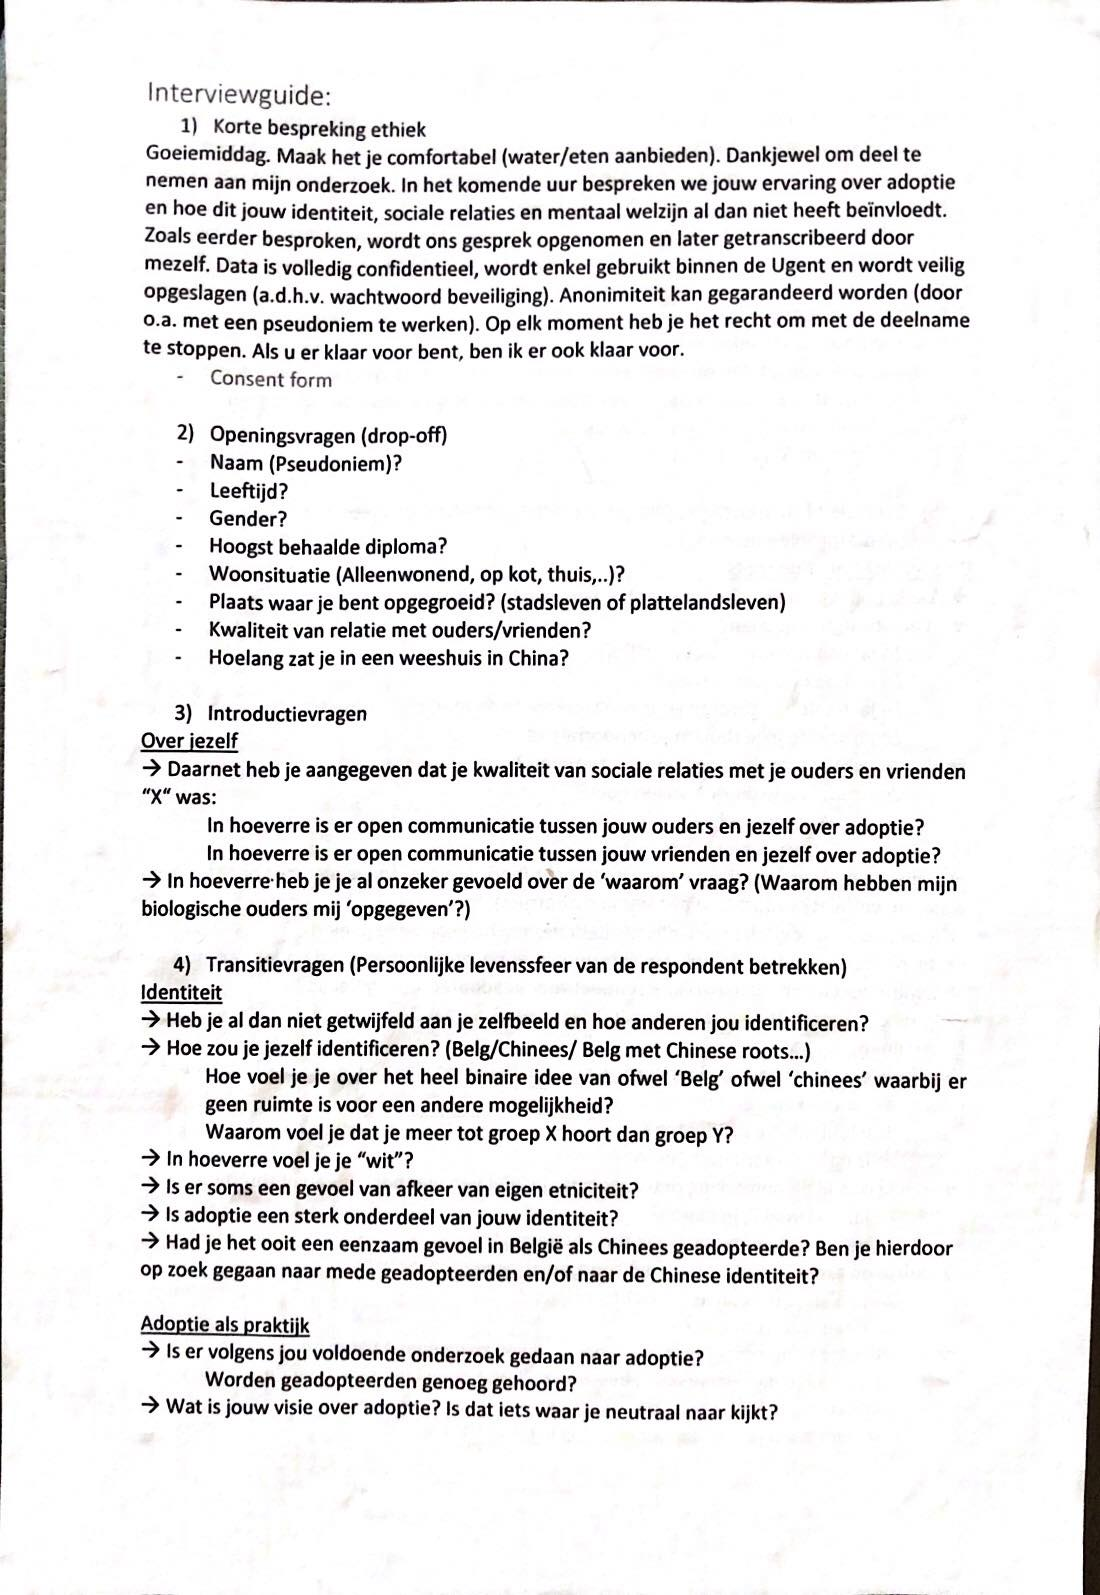 Interviewguide:
1) Korte bespreking ethiek
Goeiemiddag. Maak het je comfortabel (water/eten aanbieden). Dankjewel om deel te
nemen aan mijn onderzoek. In het komende uur bespreken we jouw ervaring over adoptie
en hoe dit jouw identiteit, sociale relaties en mentaal welzijn al dan niet heeft beïnvloedt.
Zoals eerder besproken, wordt ons gesprek opgenomen en later getranscribeerd door
mezelf. Data is volledig confidentieel, wordt enkel gebruikt binnen de Ugent en wordt veilig
opgeslagen (a.d.h.v. wachtwoord beveiliging). Anonimiteit kan gegarandeerd worden (door
o.a. met een pseudoniem te werken). Op elk moment heb je het recht om met de deelname
te stoppen. Als u er klaar voor bent, ben ik er ook klaar voor.
- Consent form
2) Openingsvragen (drop-off)
- Naam (Pseudoniem)?
- Leeftijd?
- Gender?
- Hoogst behaalde diploma?
- Woonsituatie (Alleenwonend, op kot, thuis,..)?
- Plaats waar je bent opgegroeid? (stadsleven of plattelandsleven)
- Kwaliteit van relatie met ouders/vrienden?
- Hoelang zat je in een weeshuis in China?
3) Introductievragen
Over jezelf
→ Daarnet heb je aangegeven dat je kwaliteit van sociale relaties met je ouders en vrienden
“X“ was:
In hoeverre is er open communicatie tussen jouw ouders en jezelf over adoptie?
In hoeverre is er open communicatie tussen jouw vrienden en jezelf over adoptie?
→ In hoeverre heb je je al onzeker gevoeld over de ‘waarom’ vraag? (Waarom hebben mijn
biologische ouders mij ‘opgegeven’?)
4) Transitievragen (Persoonlijke levenssfeer van de respondent betrekken)
Identiteit
→ Heb je al dan niet getwijfeld aan je zelfbeeld en hoe anderen jou identificeren?
→ Hoe zou je jezelf identificeren? (Belg/Chinees/ Belg met Chinese roots...)
Hoe voel je je over het heel binaire idee van ofwel ‘Belg’ ofwel ‘chinees’ waarbij er
geen ruimte is voor een andere mogelijkheid?
Waarom voel je dat je meer tot groep X hoort dan groep Y?
→ In hoeverre voel je je “wit”?
→ Is er soms een gevoel van afkeer van eigen etniciteit?
→ Is adoptie een sterk onderdeel van jouw identiteit?
→ Had je het ooit een eenzaam gevoel in België als Chinees geadopteerde? Ben je hierdoor
op zoek gegaan naar mede geadopteerden en/of naar de Chinese identiteit?
Adoptie als praktijk
→ Is er volgens jou voldoende onderzoek gedaan naar adoptie?
Worden geadopteerden genoeg gehoord?
→ Wat is jouw visie over adoptie? Is dat iets waar je neutraal naar kijkt?